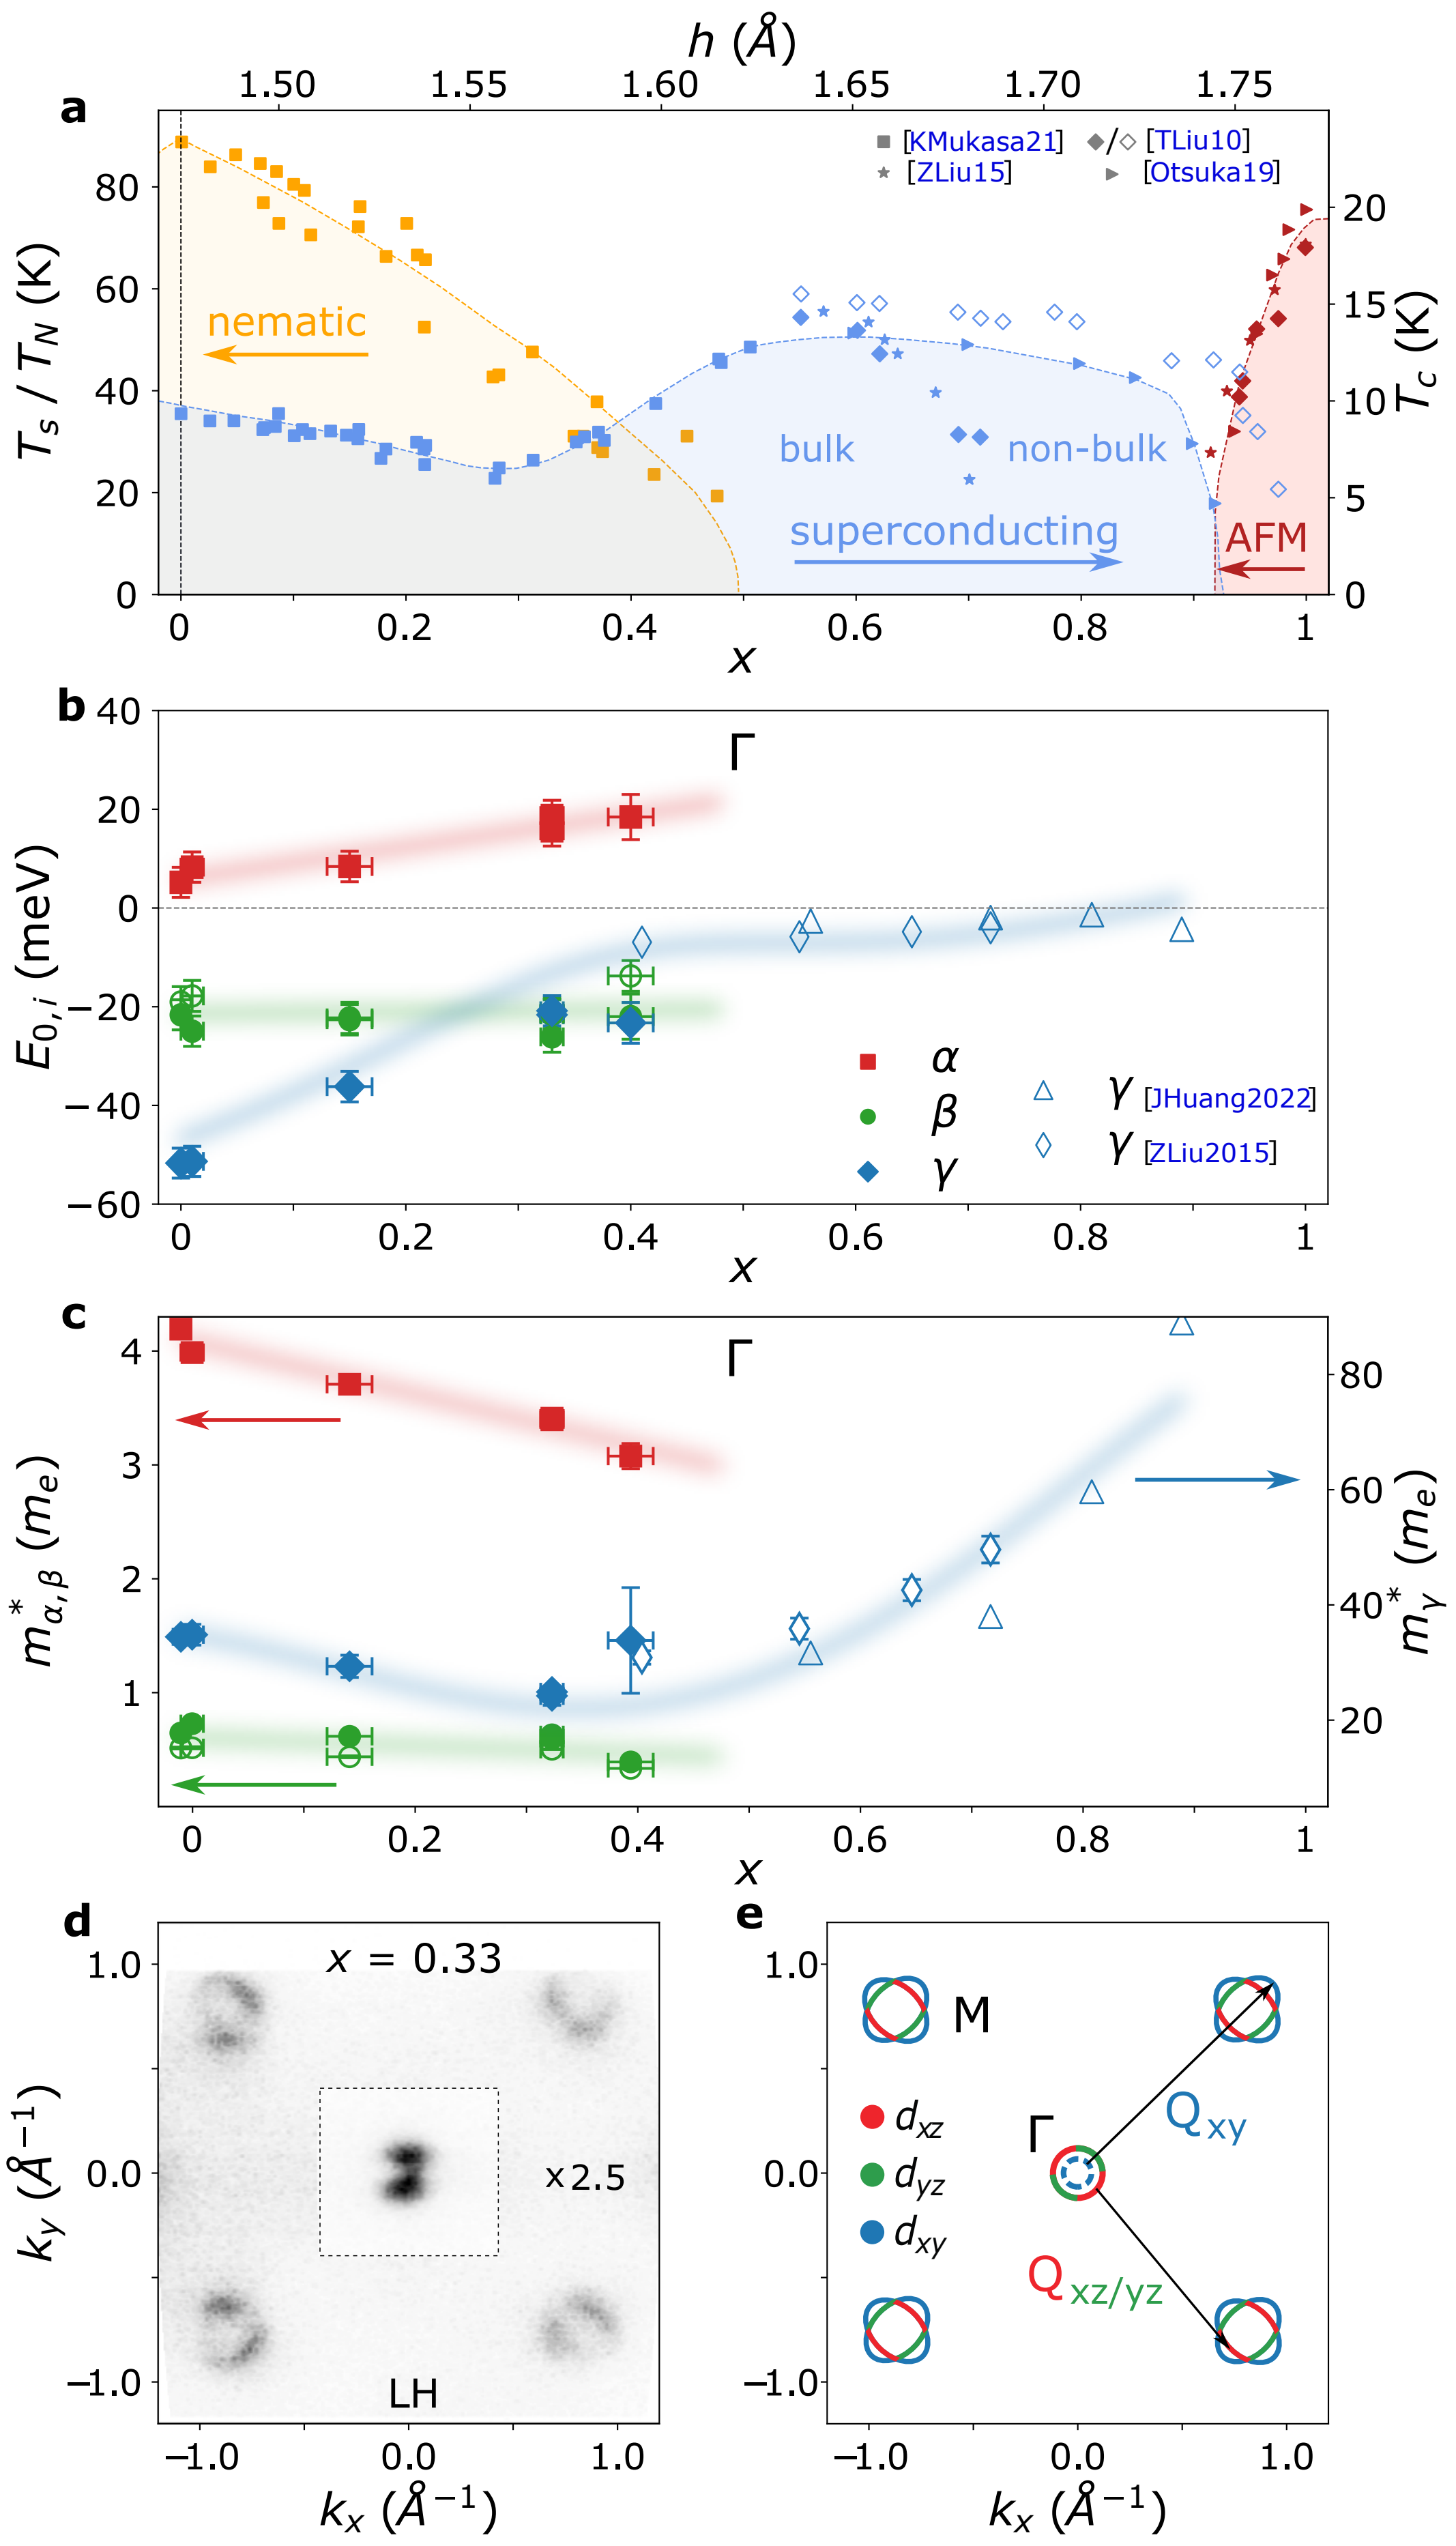 h (Å)
1.50 1.55 1.60 1.65 1.70 1.75
a
[KMukasa21] / [TLiu10]
[ZLiu15] [Otsuka19]
80
60
40
20
0
Ts / TN (K)
20
15
10
5
0
Tc (K)
nematic
bulk non-bulk
superconducting
AFM
0 0.2 0.4 0.6 0.8 1
x
b
Γ
40
20
0
−20
−40
−60
E0,i (meV)
α
β
γ
γ [JHuang2022]
γ [ZLiu2015]
0 0.2 0.4 0.6 0.8 1
x
c
Γ
4
3
2
1
m*α,β (me)
80
60
40
20
m*γ (me)
0 0.2 0.4 0.6 0.8 1
x
d
x = 0.33
x2.5
LH
1.0
0.0
−1.0
ky (Å−1)
−1.0 0.0 1.0
kx (Å−1)
e
M
Γ
Qxy
Qxz/yz
dxz
dyz
dxy
1.0
0.0
−1.0
−1.0 0.0 1.0
kx (Å−1)